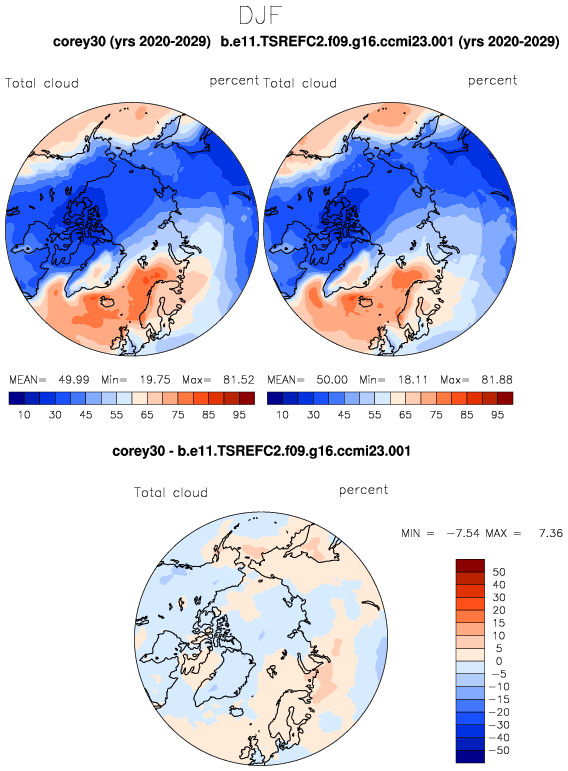 DJF
corey30 (yrs 2020-2029) b.e11.TSREFC2.f09.g16.ccmi23.001 (yrs 2020-2029)
Total cloud percent Total cloud percent
MEAN= 49.99 Min= 19.75 Max= 81.52 MEAN= 50.00 Min= 18.11 Max= 81.88
10 30 45 55 65 75 85 95 10 30 45 55 65 75 85 95
corey30 - b.e11.TSREFC2.f09.g16.ccmi23.001
Total cloud percent
MIN = -7.54 MAX = 7.36
50
40
30
20
15
10
5
0
-5
-10
-15
-20
-30
-40
-50